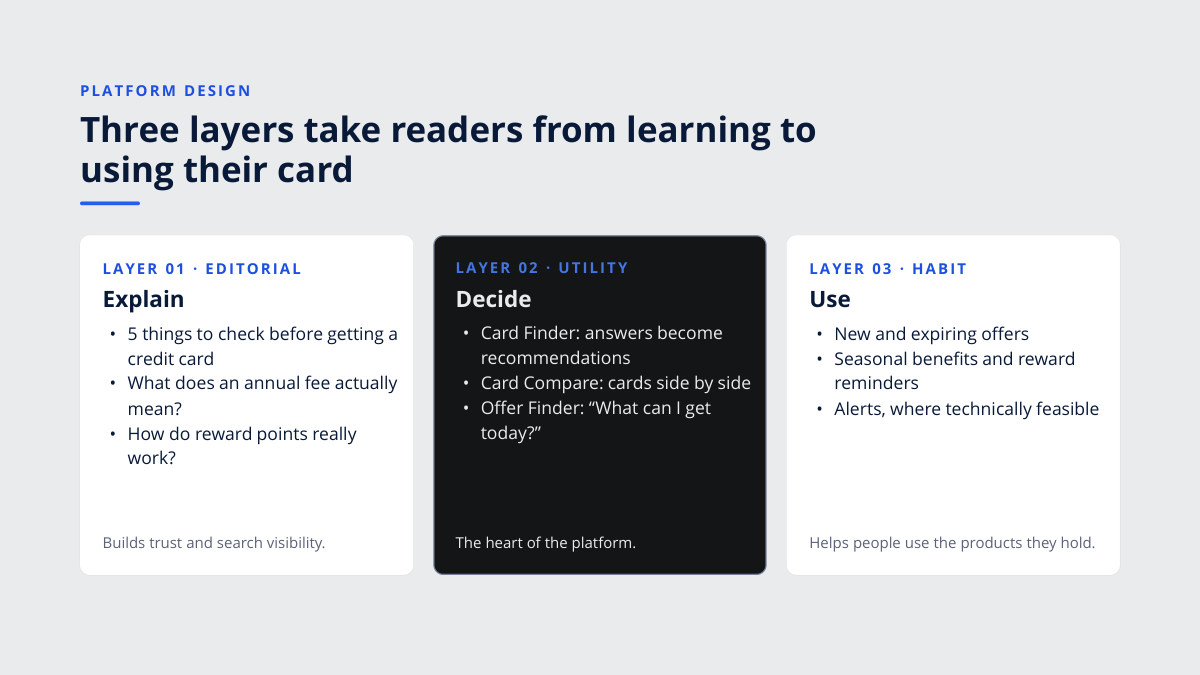 PLATFORM DESIGN
Three layers take readers from learning to
using their card
LAYER 01 · EDITORIAL
Explain
• 5 things to check before getting a
credit card
• What does an annual fee actually
mean?
• How do reward points really
work?
Builds trust and search visibility.
LAYER 02 · UTILITY
Decide
• Card Finder: answers become
recommendations
• Card Compare: cards side by side
• Offer Finder: “What can I get
today?”
The heart of the platform.
LAYER 03 · HABIT
Use
• New and expiring offers
• Seasonal benefits and reward
reminders
• Alerts, where technically feasible
Helps people use the products they hold.